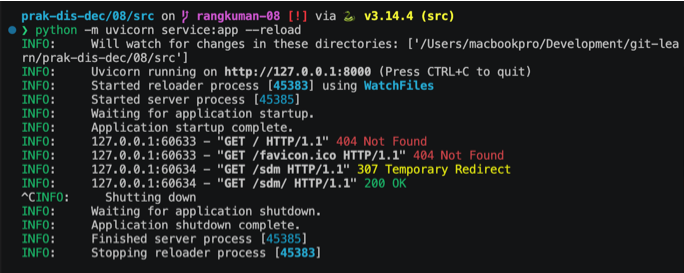 prak-dis-dec/08/src on rangkuman-08 [!] via 🐍 v3.14.4 (src)
❯ python -m uvicorn service:app --reload
INFO:     Will watch for changes in these directories: ['/Users/macbookpro/Development/git-lea
rn/prak-dis-dec/08/src']
INFO:     Uvicorn running on http://127.0.0.1:8000 (Press CTRL+C to quit)
INFO:     Started reloader process [45383] using WatchFiles
INFO:     Started server process [45385]
INFO:     Waiting for application startup.
INFO:     Application startup complete.
INFO:     127.0.0.1:60633 - "GET / HTTP/1.1" 404 Not Found
INFO:     127.0.0.1:60633 - "GET /favicon.ico HTTP/1.1" 404 Not Found
INFO:     127.0.0.1:60634 - "GET /sdm HTTP/1.1" 307 Temporary Redirect
INFO:     127.0.0.1:60634 - "GET /sdm/ HTTP/1.1" 200 OK
^CINFO:     Shutting down
INFO:     Waiting for application shutdown.
INFO:     Application shutdown complete.
INFO:     Finished server process [45385]
INFO:     Stopping reloader process [45383]